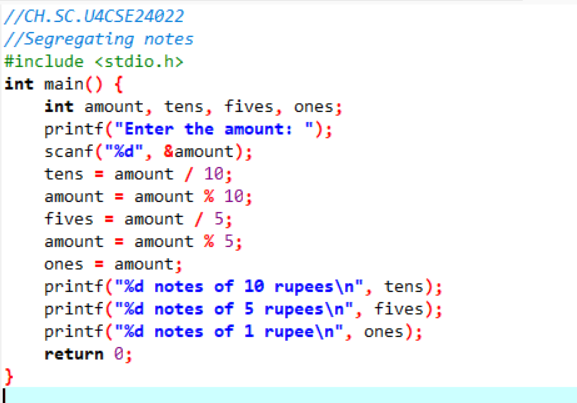 //CH.SC.U4CSE24022
//Segregating notes
#include <stdio.h>
int main() {
    int amount, tens, fives, ones;
    printf("Enter the amount: ");
    scanf("%d", &amount);
    tens = amount / 10;
    amount = amount % 10;
    fives = amount / 5;
    amount = amount % 5;
    ones = amount;
    printf("%d notes of 10 rupees\n", tens);
    printf("%d notes of 5 rupees\n", fives);
    printf("%d notes of 1 rupee\n", ones);
    return 0;
}